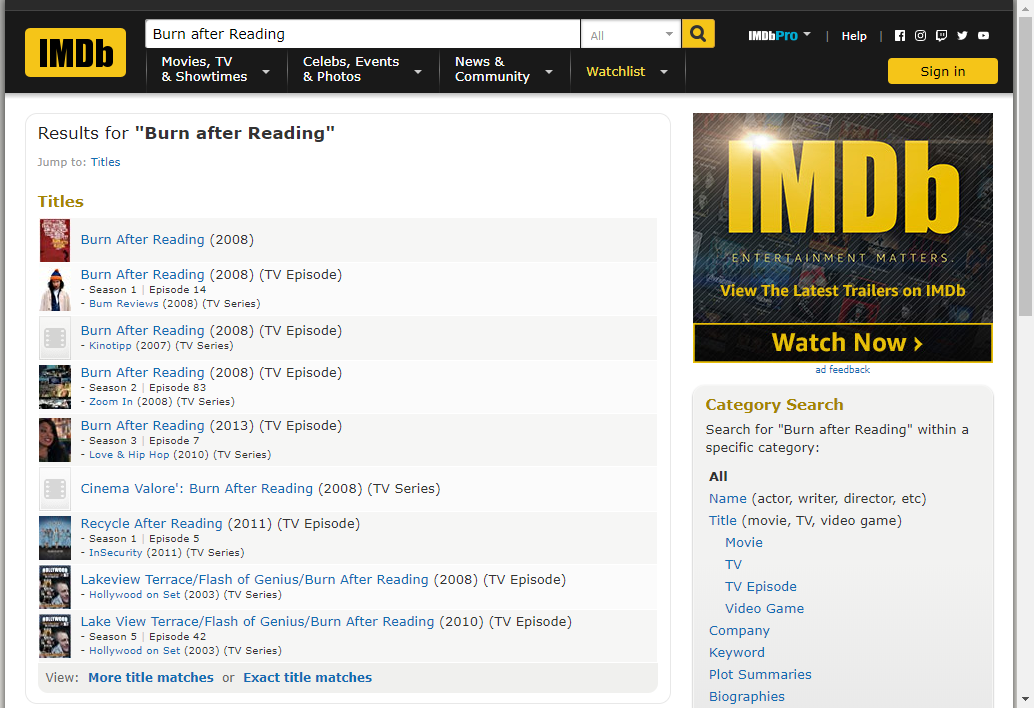 IMDb
Burn after Reading
All
IMDbPro
|
Help
|
Movies, TV
& Showtimes
Celebs, Events
& Photos
News &
Community
Watchlist
Sign in
Results for "Burn after Reading"
Jump to: Titles
Titles
Burn After Reading (2008)
Burn After Reading (2008) (TV Episode)
- Season 1 | Episode 14
- Bum Reviews (2008) (TV Series)
Burn After Reading (2008) (TV Episode)
- Kinotipp (2007) (TV Series)
Burn After Reading (2008) (TV Episode)
- Season 2 | Episode 83
- Zoom In (2008) (TV Series)
Burn After Reading (2013) (TV Episode)
- Season 3 | Episode 7
- Love & Hip Hop (2010) (TV Series)
Cinema Valore': Burn After Reading (2008) (TV Series)
Recycle After Reading (2011) (TV Episode)
- Season 1 | Episode 5
- InSecurity (2011) (TV Series)
Lakeview Terrace/Flash of Genius/Burn After Reading (2008) (TV Episode)
- Hollywood on Set (2003) (TV Series)
Lake View Terrace/Flash of Genius/Burn After Reading (2010) (TV Episode)
- Season 5 | Episode 42
- Hollywood on Set (2003) (TV Series)
View: More title matches or Exact title matches
IMDb
ENTERTAINMENT MATTERS.
View The Latest Trailers on IMDb
Watch Now ›
ad feedback
Category Search
Search for "Burn after Reading" within a
specific category:
All
Name (actor, writer, director, etc)
Title (movie, TV, video game)
Movie
TV
TV Episode
Video Game
Company
Keyword
Plot Summaries
Biographies